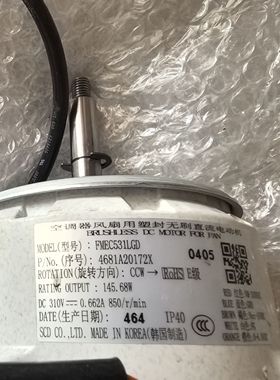 空调器风扇用塑封无刷直流电动机
BRUSHLESS DC MOTOR FOR FAN
MODEL(型号): FMEC531LGD
0405
P/No.(序号): 4681A20172X
ROTATION(旋转方向): CCW→ RoHS E级
RATING OUTPUT: 145.68W
DC 310V 0.662A 850/r/min
DATE(生产日期) 464 IP40
SCD CO.,LTD. MADE IN KOREA(韩国制造)